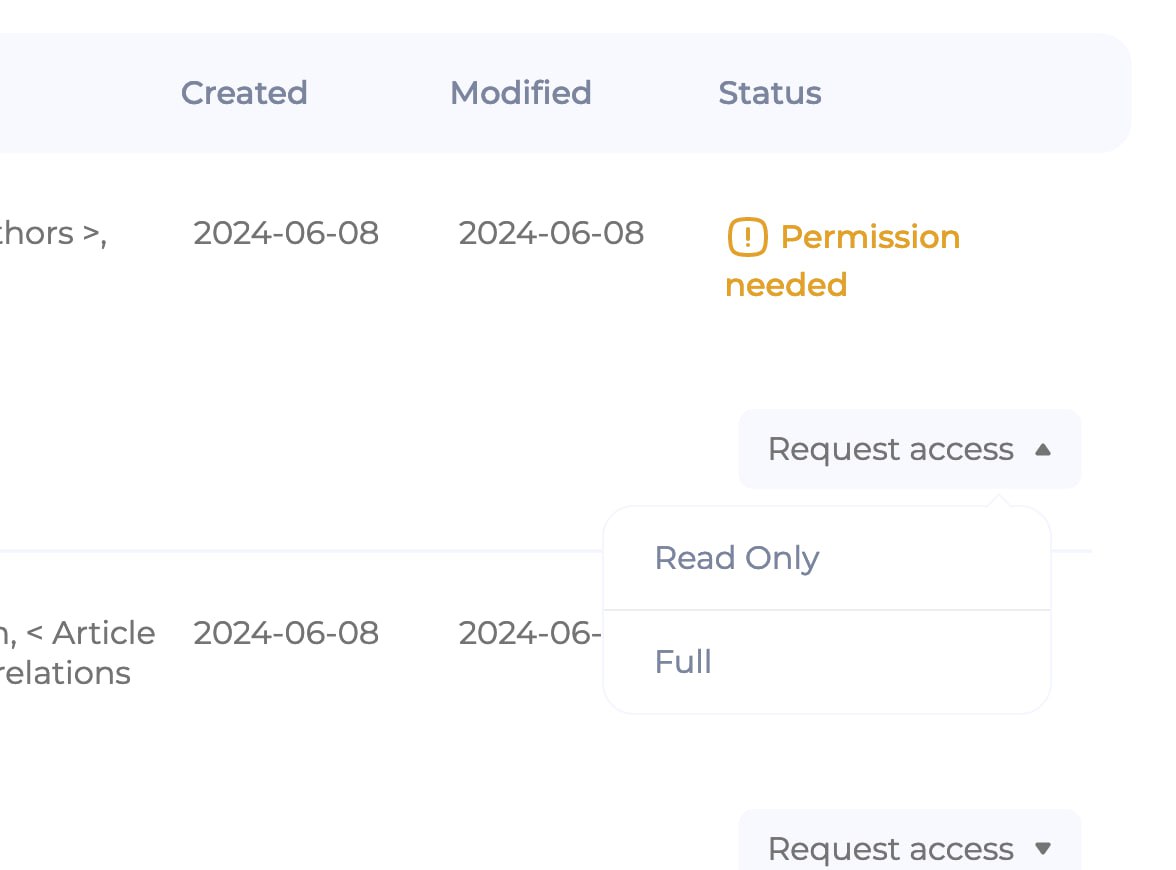 Created Modified Status
>, 2024-06-08 2024-06-08 Permission
needed
Request access
Read Only
, < Article 2024-06-08 2024-06-
relations
Full
Request access